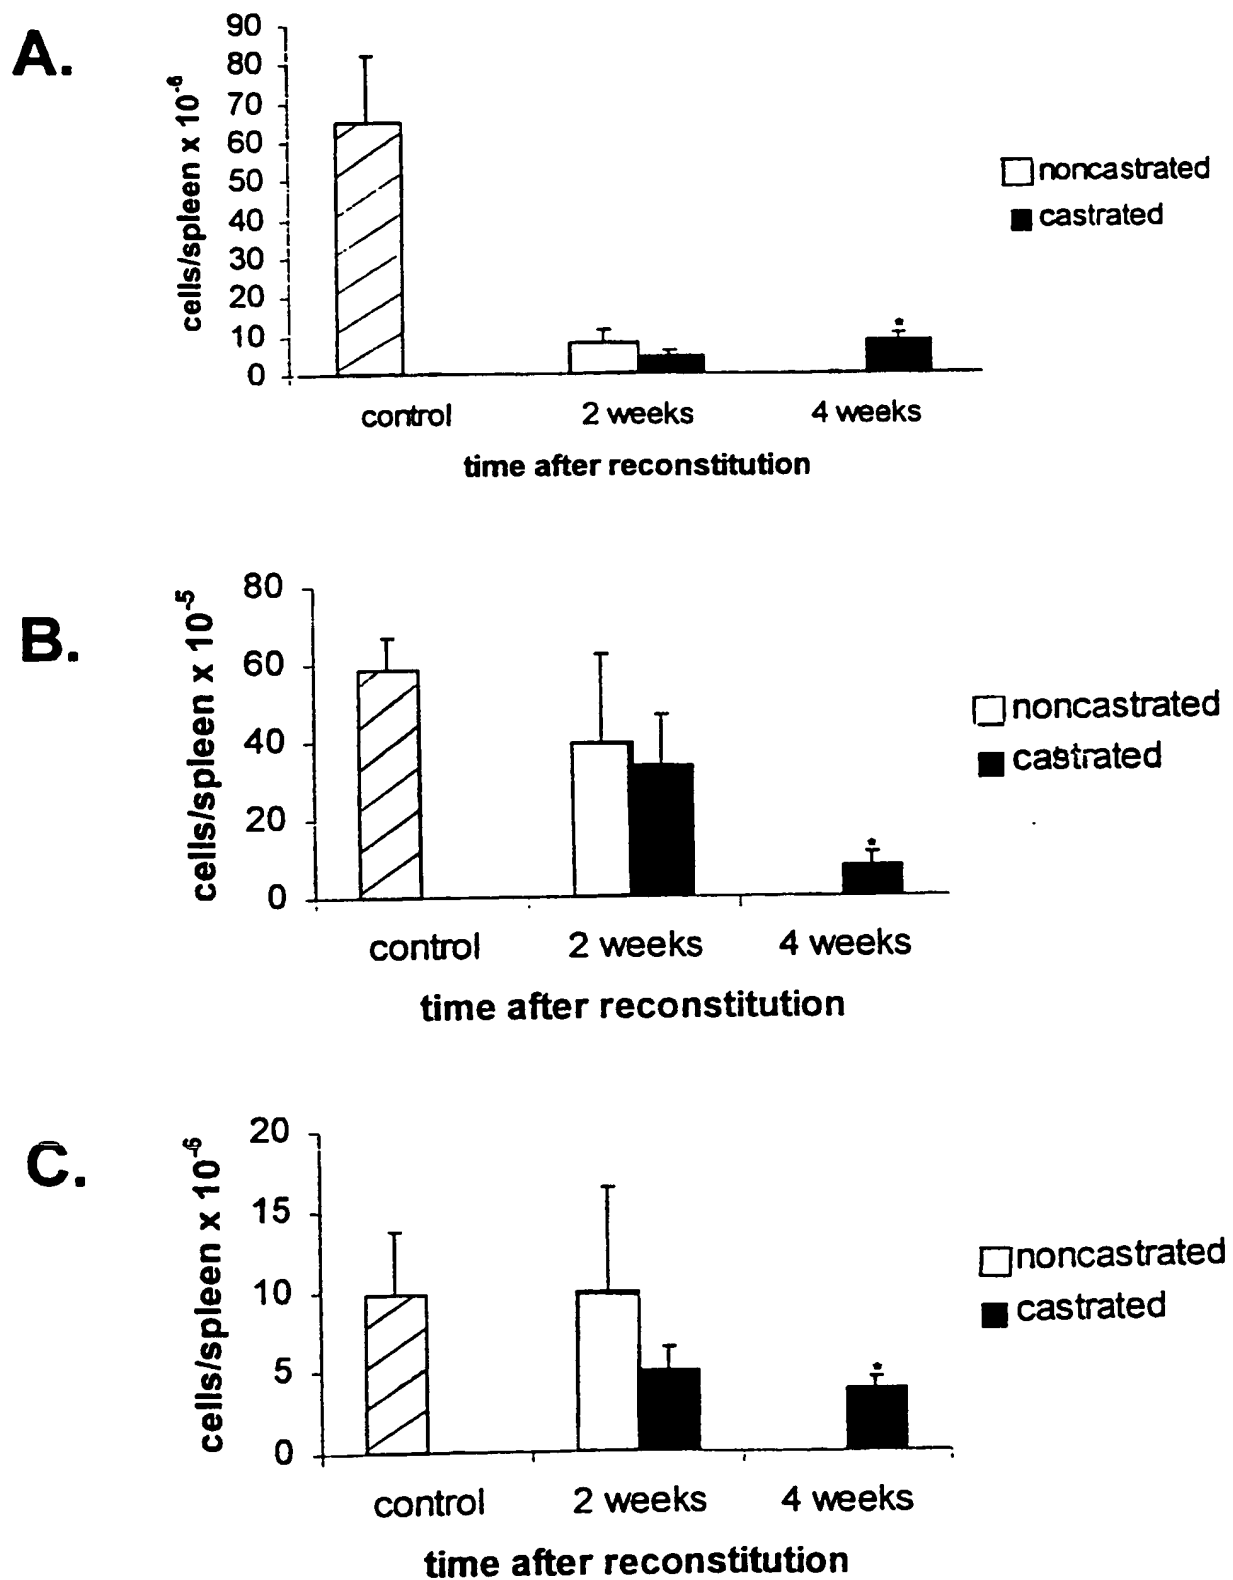 A.
cells/spleen x 10-6
90
80
70
60
50
40
30
20
10
0
*
control
2 weeks
4 weeks
time after reconstitution
noncastrated
castrated
B.
cells/spleen x 10-5
80
60
40
20
0
*
control
2 weeks
4 weeks
time after reconstitution
noncastrated
castrated
C.
cells/spleen x 10-6
20
15
10
5
0
*
control
2 weeks
4 weeks
time after reconstitution
noncastrated
castrated